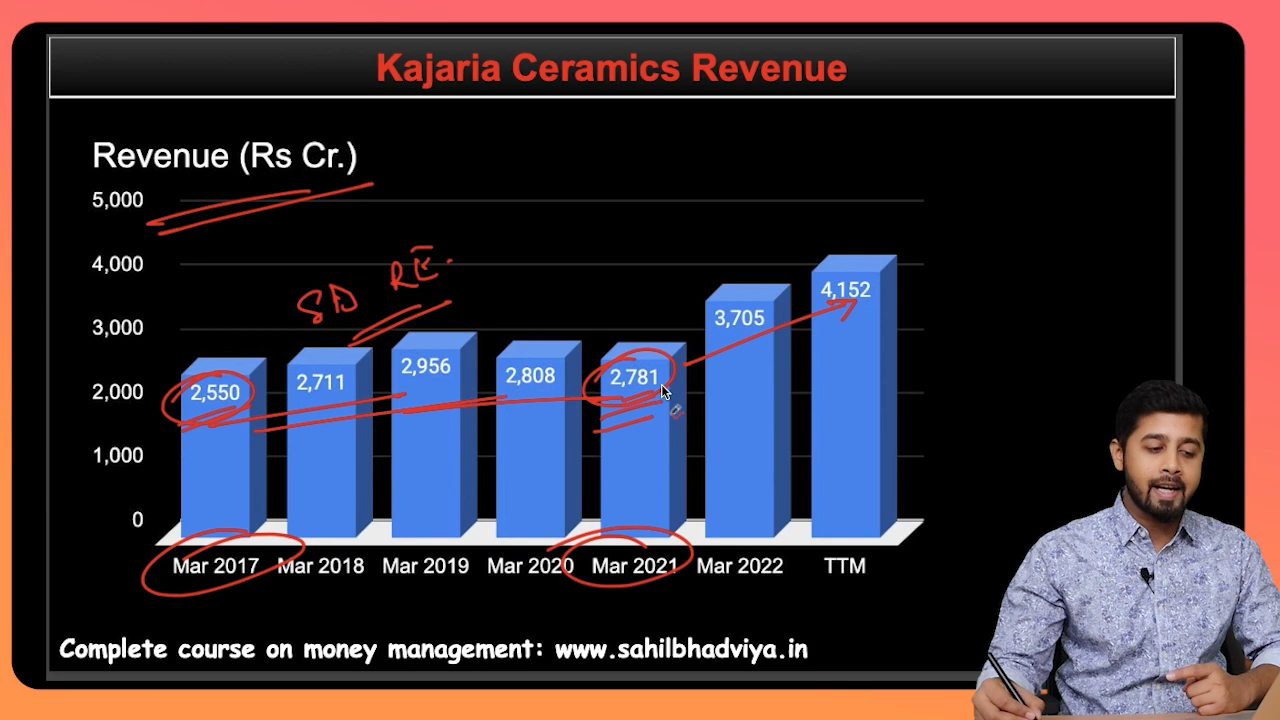 Kajaria Ceramics Revenue
Revenue (Rs Cr.)
5,000
4,000
3,000
2,000
1,000
0
SD RE.
2,550
2,711
2,956
2,808
2,781
3,705
4,152
Mar 2017
Mar 2018
Mar 2019
Mar 2020
Mar 2021
Mar 2022
TTM
Complete course on money management: www.sahilbhadviya.in